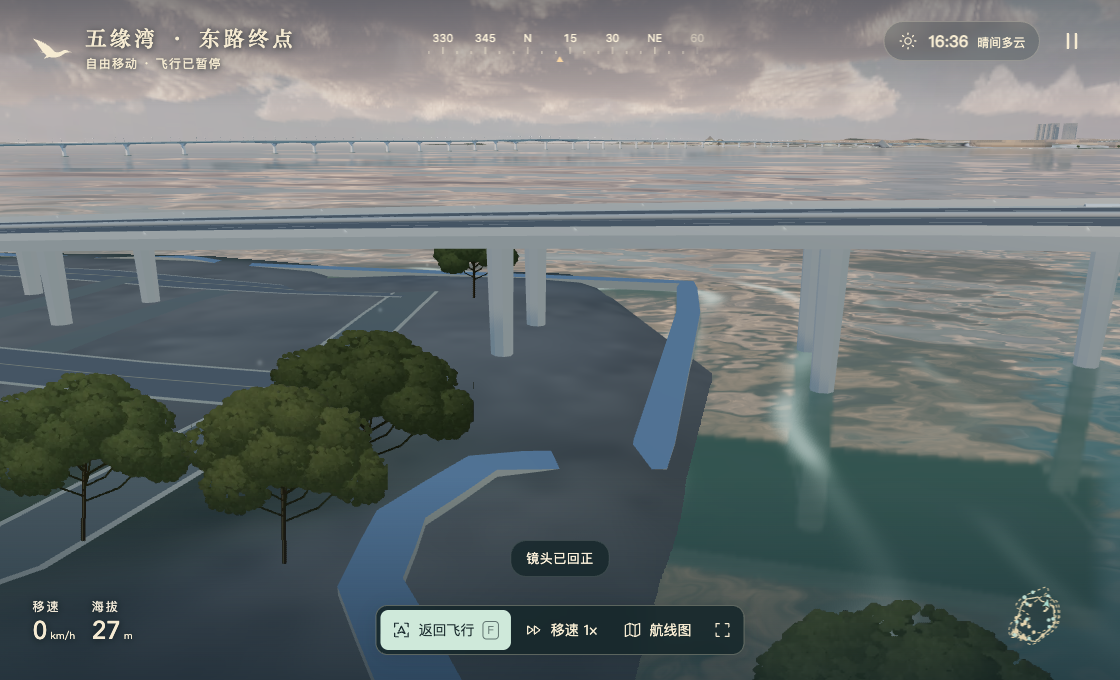 五缘湾 · 东路终点
自由移动 · 飞行已暂停
330 345 N 15 30 NE 60
16:36 晴间多云
镜头已回正
移速 海拔
0 km/h 27 m
返回飞行 F 移速 1× 航线图